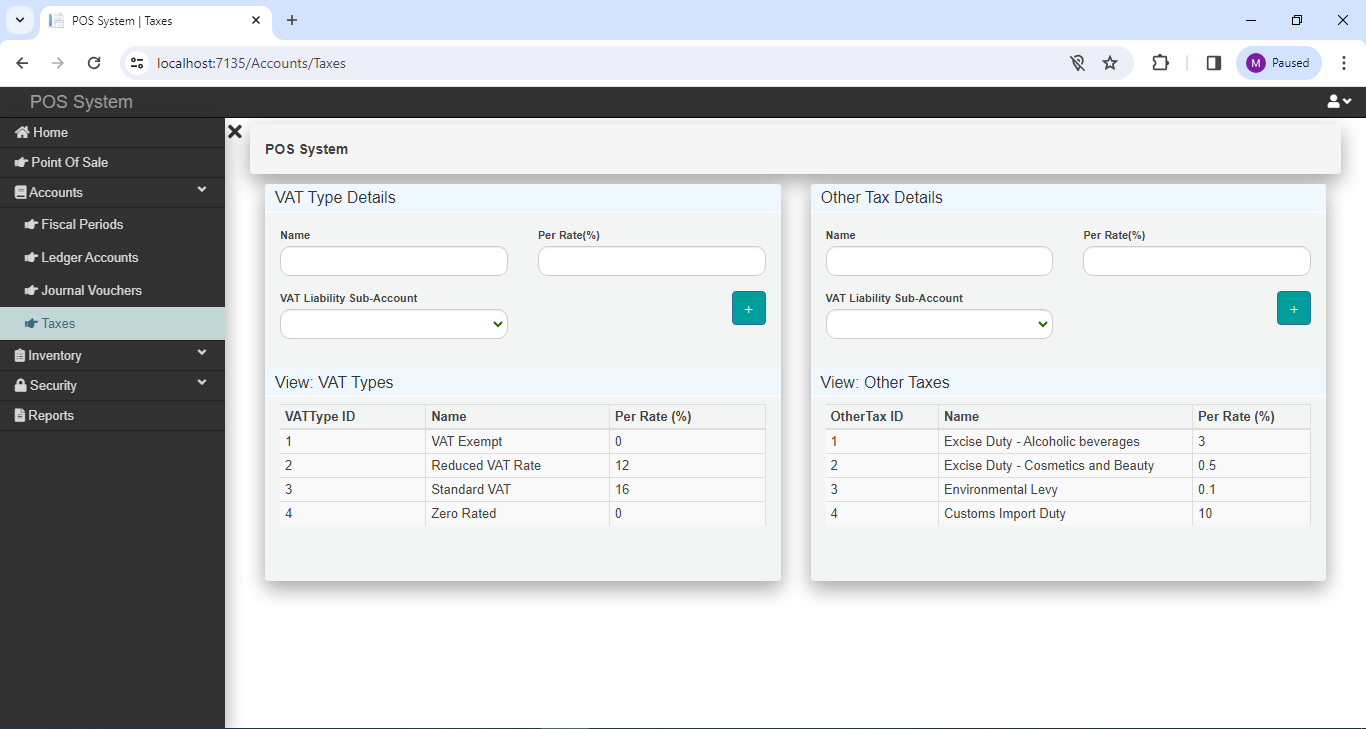 POS System | Taxes
localhost:7135/Accounts/Taxes
M Paused
POS System
Home
Point Of Sale
Accounts
Fiscal Periods
Ledger Accounts
Journal Vouchers
Taxes
Inventory
Security
Reports
POS System
VAT Type Details
Name Per Rate(%)
VAT Liability Sub-Account
+
View: VAT Types
VATType ID Name Per Rate (%)
1 VAT Exempt 0
2 Reduced VAT Rate 12
3 Standard VAT 16
4 Zero Rated 0
Other Tax Details
Name Per Rate(%)
VAT Liability Sub-Account
+
View: Other Taxes
OtherTax ID Name Per Rate (%)
1 Excise Duty - Alcoholic beverages 3
2 Excise Duty - Cosmetics and Beauty 0.5
3 Environmental Levy 0.1
4 Customs Import Duty 10